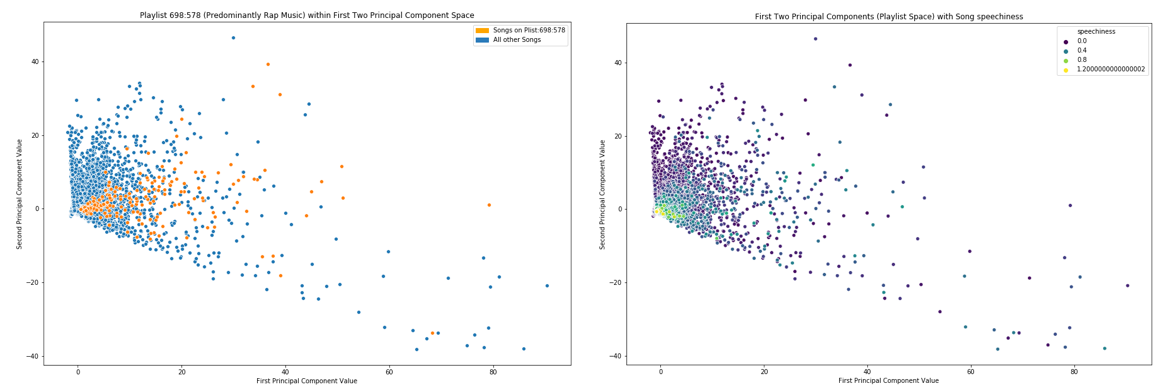 Playlist 698:578 (Predominantly Rap Music) within First Two Principal Component Space
Songs on Plist:698:578
All other Songs
40
20
0
−20
−40
Second Principal Component Value
0
20
40
60
80
First Principal Component Value
First Two Principal Components (Playlist Space) with Song speechiness
speechiness
0.0
0.4
0.8
1.2000000000000002
40
20
0
−20
−40
Second Principal Component Value
0
20
40
60
80
First Principal Component Value